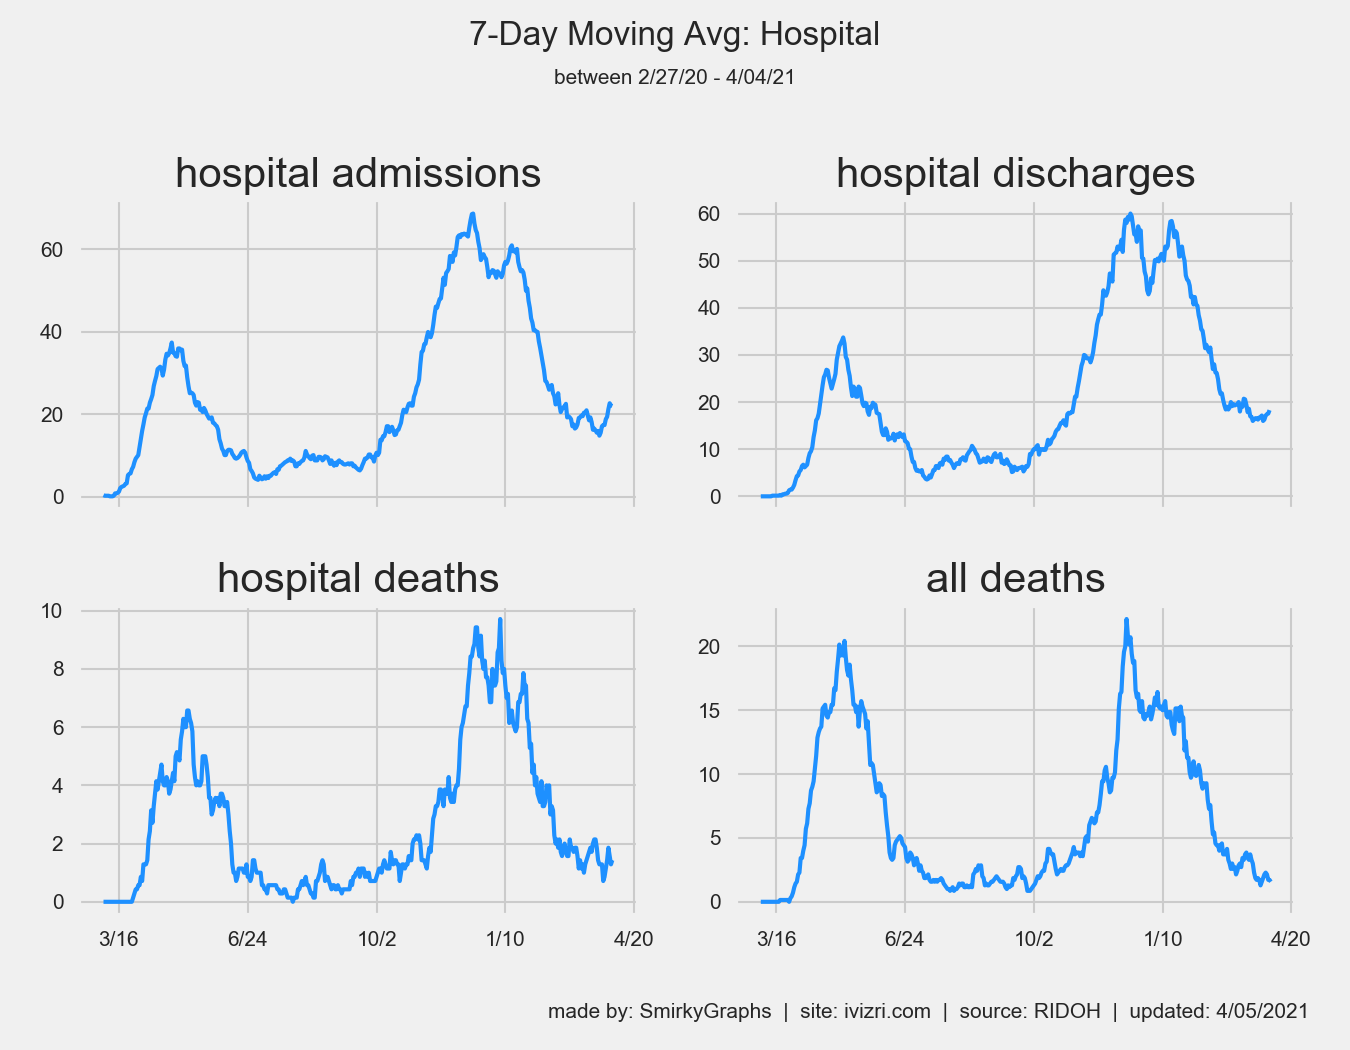 7-Day Moving Avg: Hospital
between 2/27/20 - 4/04/21
hospital admissions
60
40
20
0
hospital discharges
60
50
40
30
20
10
0
hospital deaths
10
8
6
4
2
0
3/16 6/24 10/2 1/10 4/20
all deaths
20
15
10
5
0
3/16 6/24 10/2 1/10 4/20
made by: SmirkyGraphs | site: ivizri.com | source: RIDOH | updated: 4/05/2021